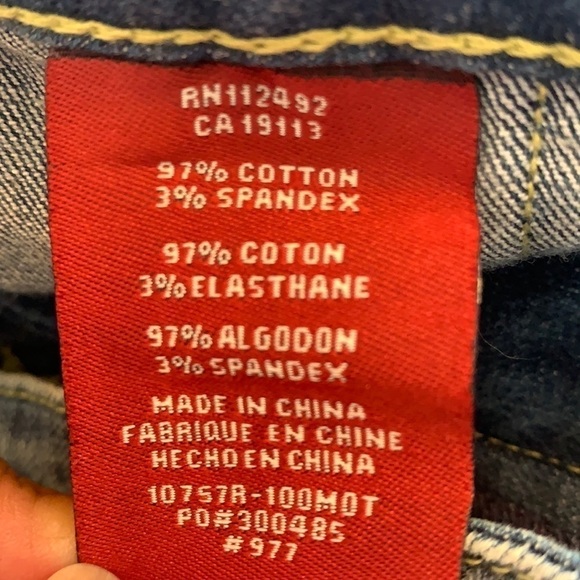 RN112492
CA19113
97% COTTON
3% SPANDEX
97% COTON
3% ELASTHANE
97% ALGODON
3% SPANDEX
MADE IN CHINA
FABRIQUE EN CHINE
HECHO EN CHINA
10757R-100MOT
PO#300485
#977